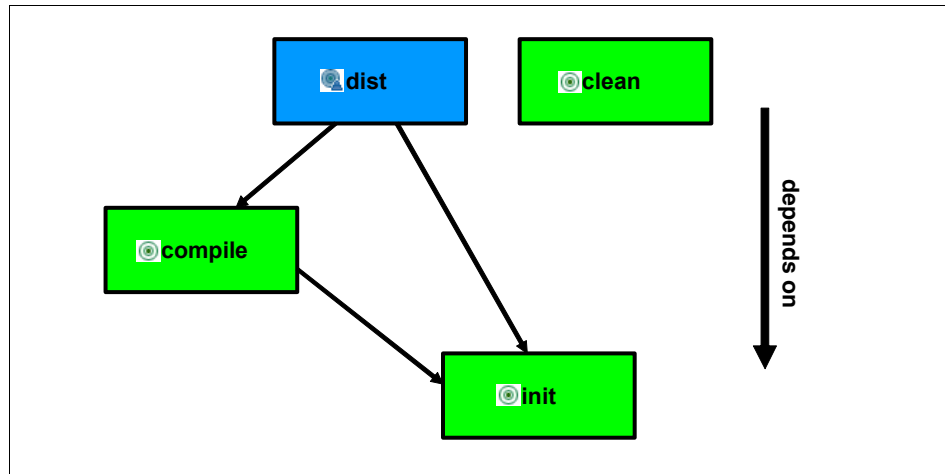 dist
clean
depends on
compile
init